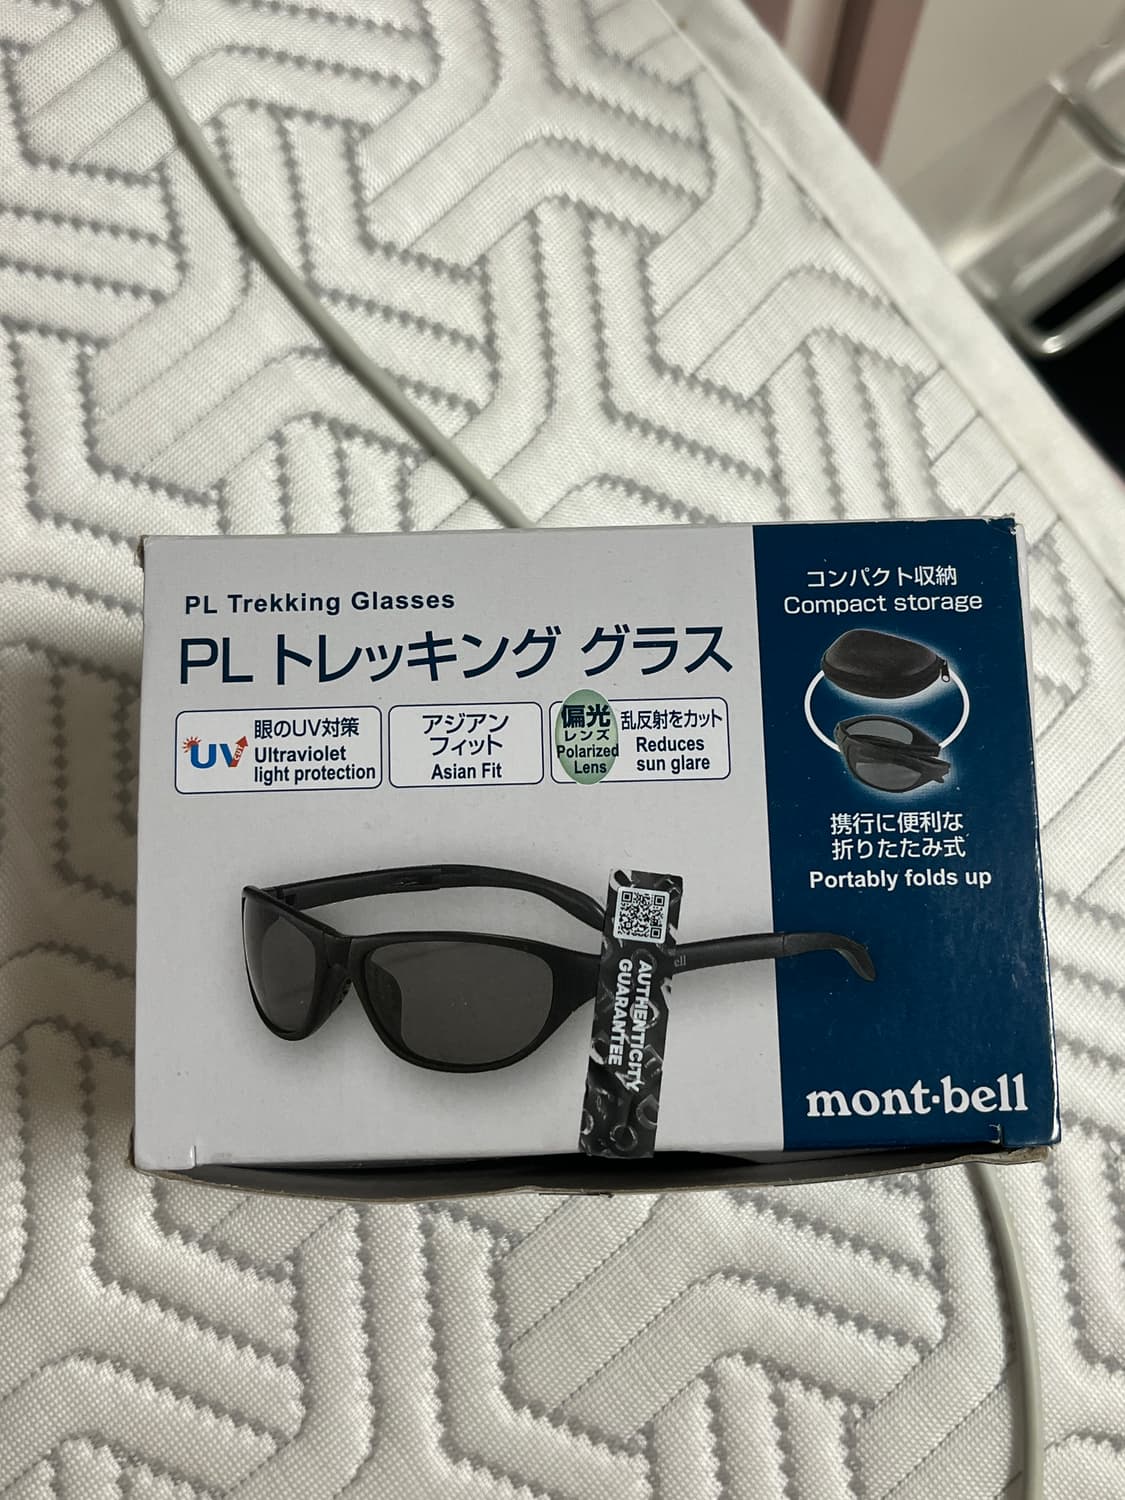 PL Trekking Glasses
PL トレッキング グラス
UV
cut
眼のUV対策
Ultraviolet
light protection
アジアン
フィット
Asian Fit
偏光
レンズ
Polarized
Lens
乱反射をカット
Reduces
sun glare
コンパクト収納
Compact storage
携行に便利な
折りたたみ式
Portably folds up
AUTHENTICITY
GUARANTEE
ell
mont·bell